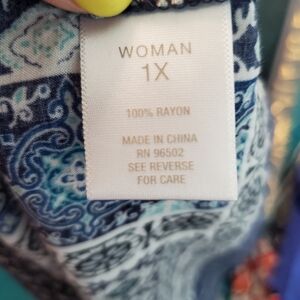 WOMAN
1X
100% RAYON
MADE IN CHINA
RN 96502
SEE REVERSE
FOR CARE